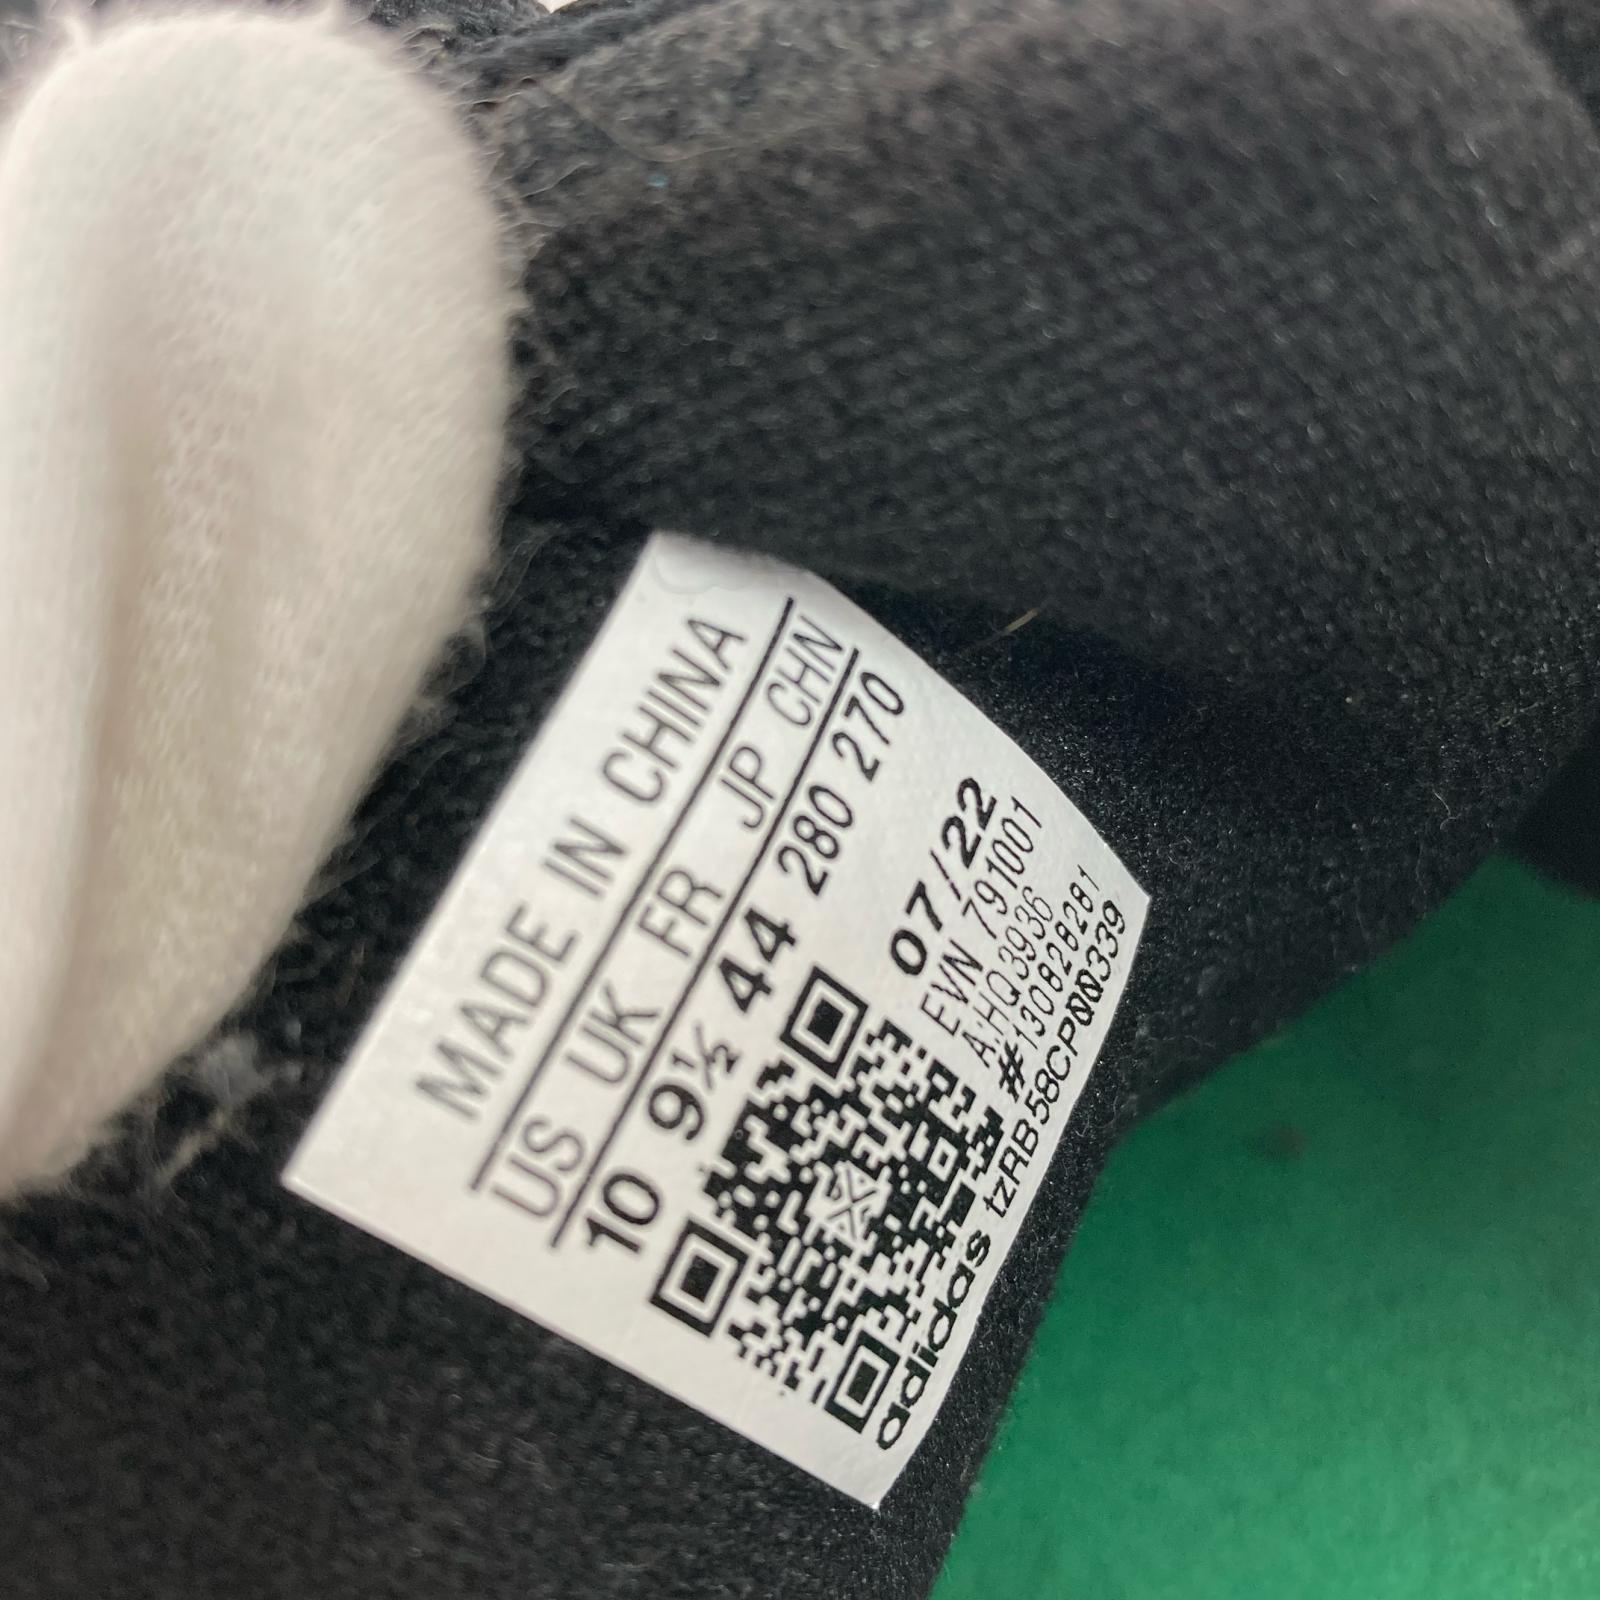 MADE IN CHINA
US UK FR JP CHN
10 9½ 44 280 270
07/22
EVN 791001
A:HQ3936
#130828281
adidas tzRB58CP00339